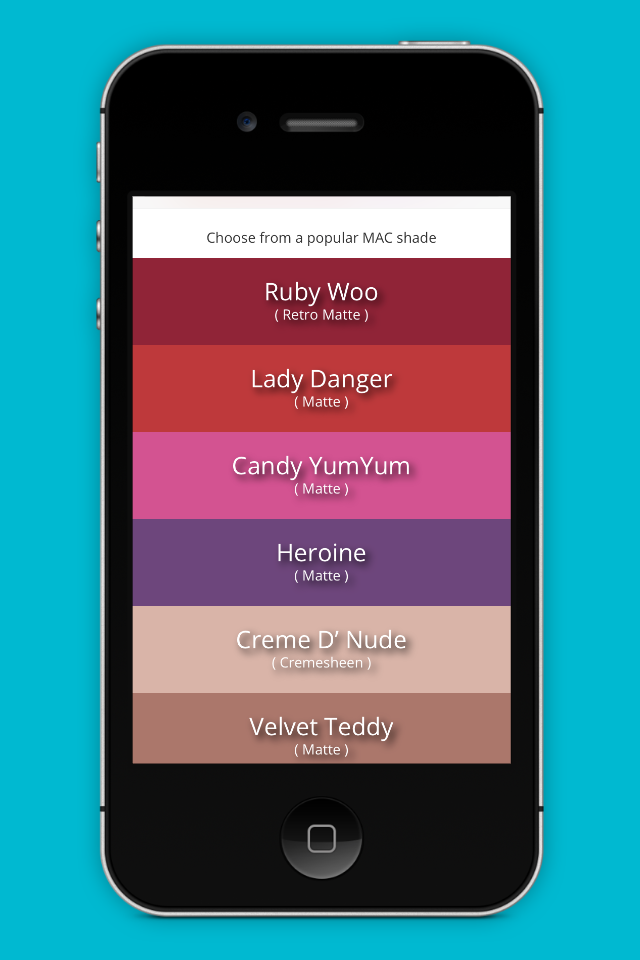 Choose from a popular MAC shade
Ruby Woo
( Retro Matte )
Lady Danger
( Matte )
Candy YumYum
( Matte )
Heroine
( Matte )
Creme D’ Nude
( Cremesheen )
Velvet Teddy
( Matte )